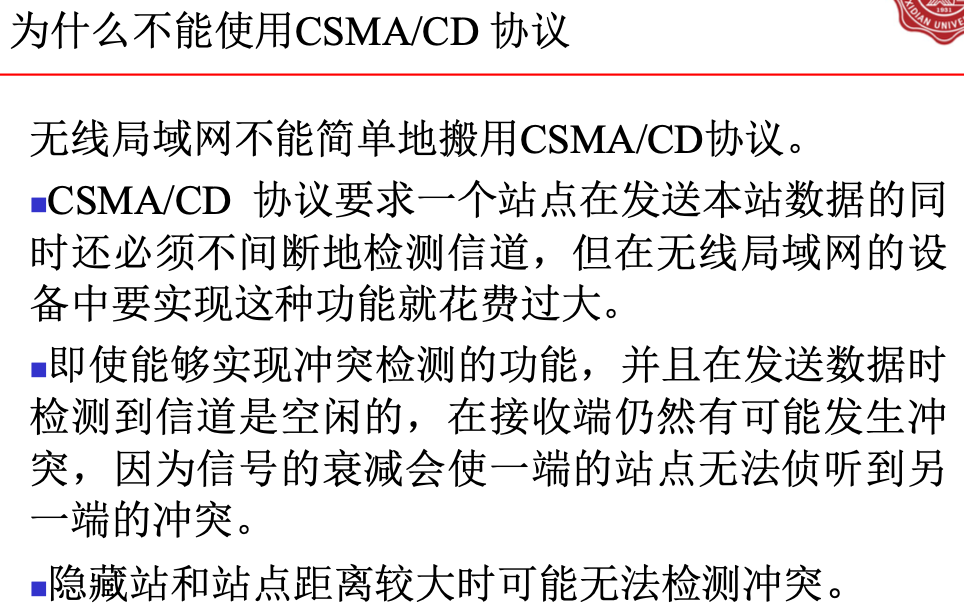 为什么不能使用CSMA/CD 协议
1931
IDIAN UNIVE
无线局域网不能简单地搬用CSMA/CD协议。
■CSMA/CD 协议要求一个站点在发送本站数据的同
时还必须不间断地检测信道，但在无线局域网的设
备中要实现这种功能就花费过大。
■即使能够实现冲突检测的功能，并且在发送数据时
检测到信道是空闲的，在接收端仍然有可能发生冲
突，因为信号的衰减会使一端的站点无法侦听到另
一端的冲突。
■隐藏站和站点距离较大时可能无法检测冲突。